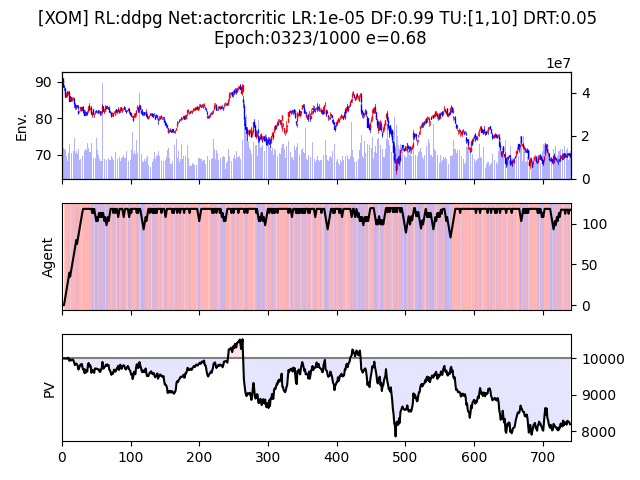 [XOM] RL:ddpg Net:actorcritic LR:1e-05 DF:0.99 TU:[1,10] DRT:0.05
Epoch:0323/1000 e=0.68
1e7
90
80
70
Env.
4
2
0
Agent
100
50
0
PV
10000
9000
8000
0 100 200 300 400 500 600 700